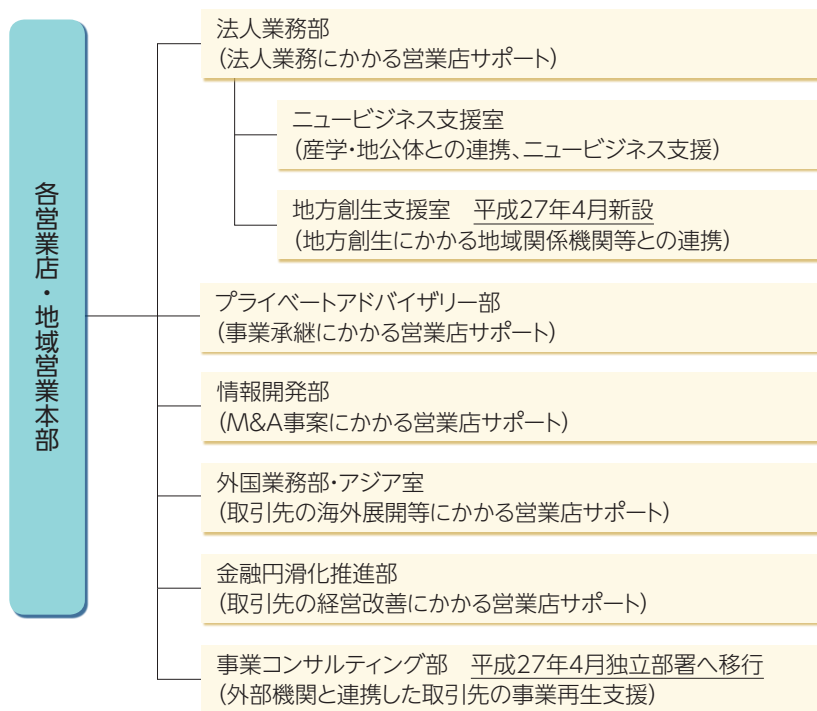 各営業店・地域営業本部
法人業務部
（法人業務にかかる営業店サポート）
ニュービジネス支援室
（産学・地公体との連携、ニュービジネス支援）
地方創生支援室　平成27年4月新設
（地方創生にかかる地域関係機関等との連携）
プライベートアドバイザリー部
（事業承継にかかる営業店サポート）
情報開発部
（M&A事案にかかる営業店サポート）
外国業務部・アジア室
（取引先の海外展開等にかかる営業店サポート）
金融円滑化推進部
（取引先の経営改善にかかる営業店サポート）
事業コンサルティング部　平成27年4月独立部署へ移行
（外部機関と連携した取引先の事業再生支援）